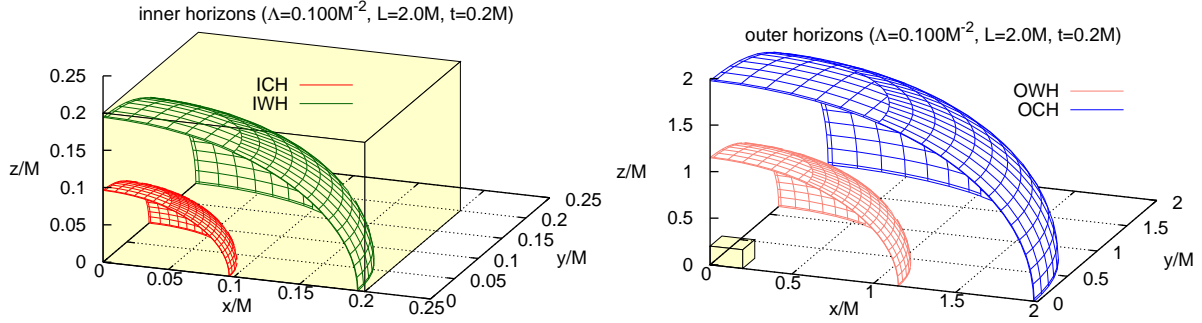 inner horizons (Λ=0.100M⁻², L=2.0M, t=0.2M)
ICH
IWH
z/M
0.25
0.2
0.15
0.1
0.05
0
0
0.05
0.1
0.15
0.2
0.25
x/M
0
0.05
0.1
0.15
0.2
0.25
y/M
outer horizons (Λ=0.100M⁻², L=2.0M, t=0.2M)
OWH
OCH
z/M
2
1.5
1
0.5
0
0
0.5
1
1.5
2
x/M
0
0.5
1
1.5
2
y/M